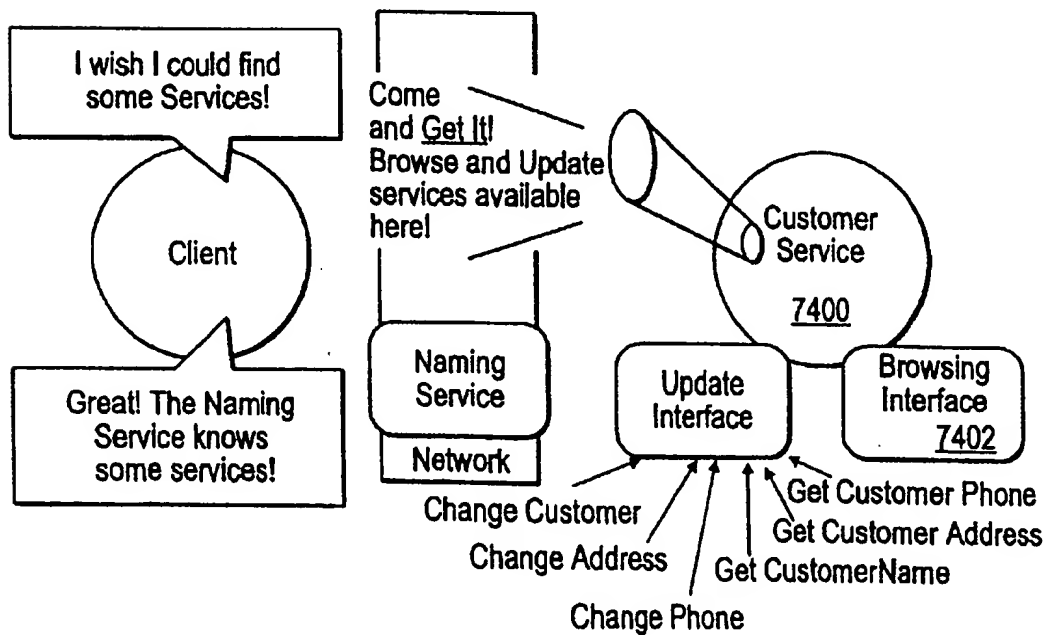 I wish I could find
some Services!
Client
Great! The Naming
Service knows
some services!
Come
and Get It!
Browse and Update
services available
here!
Naming
Service
Network
Customer
Service
7400
Update
Interface
Browsing
Interface
7402
Change Customer
Change Address
Change Phone
Get CustomerName
Get Customer Address
Get Customer Phone